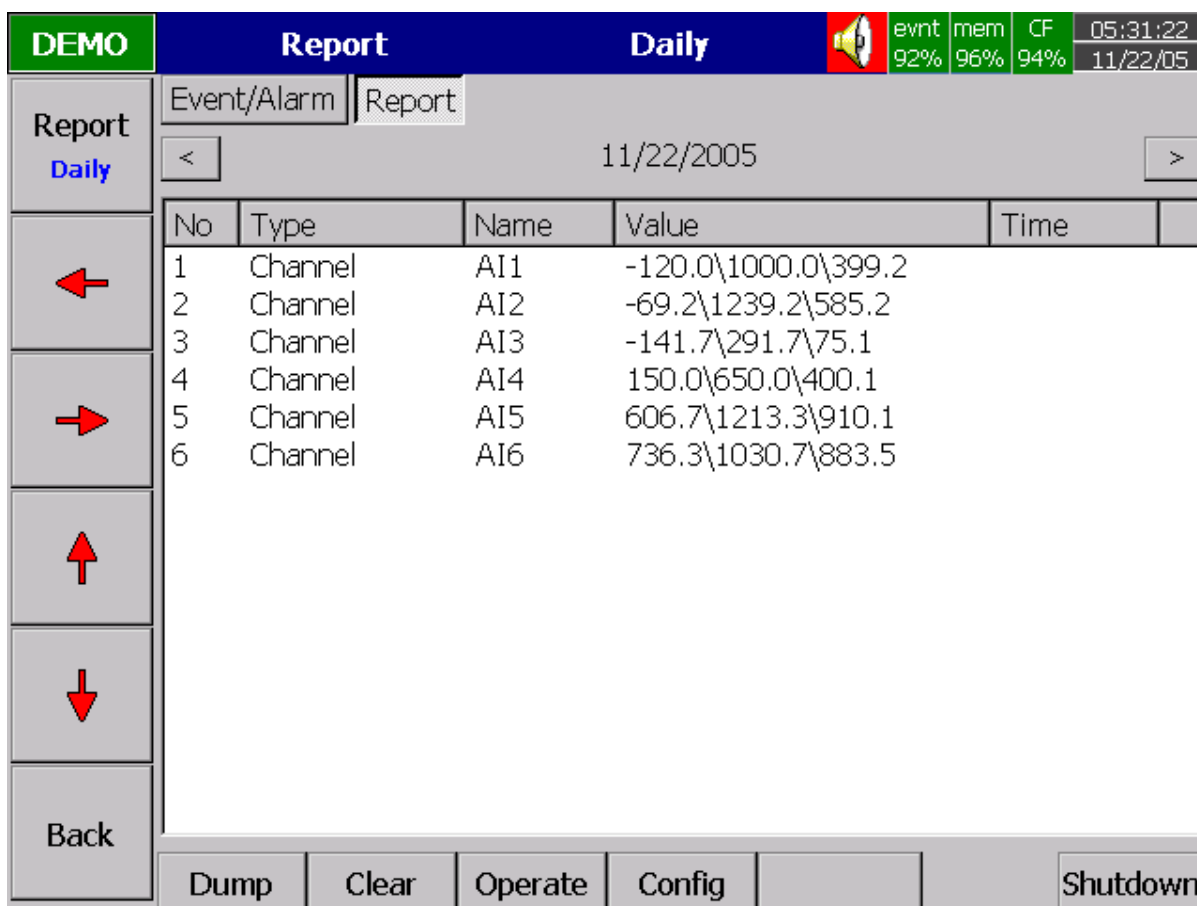 DEMO Report Daily evnt 92% mem 96% CF 94% 05:31:22 11/22/05
Report
Daily
Event/Alarm Report
< 11/22/2005 >
No Type Name Value Time
1 Channel AI1 -120.0\1000.0\399.2
2 Channel AI2 -69.2\1239.2\585.2
3 Channel AI3 -141.7\291.7\75.1
4 Channel AI4 150.0\650.0\400.1
5 Channel AI5 606.7\1213.3\910.1
6 Channel AI6 736.3\1030.7\883.5
Back
Dump Clear Operate Config Shutdown